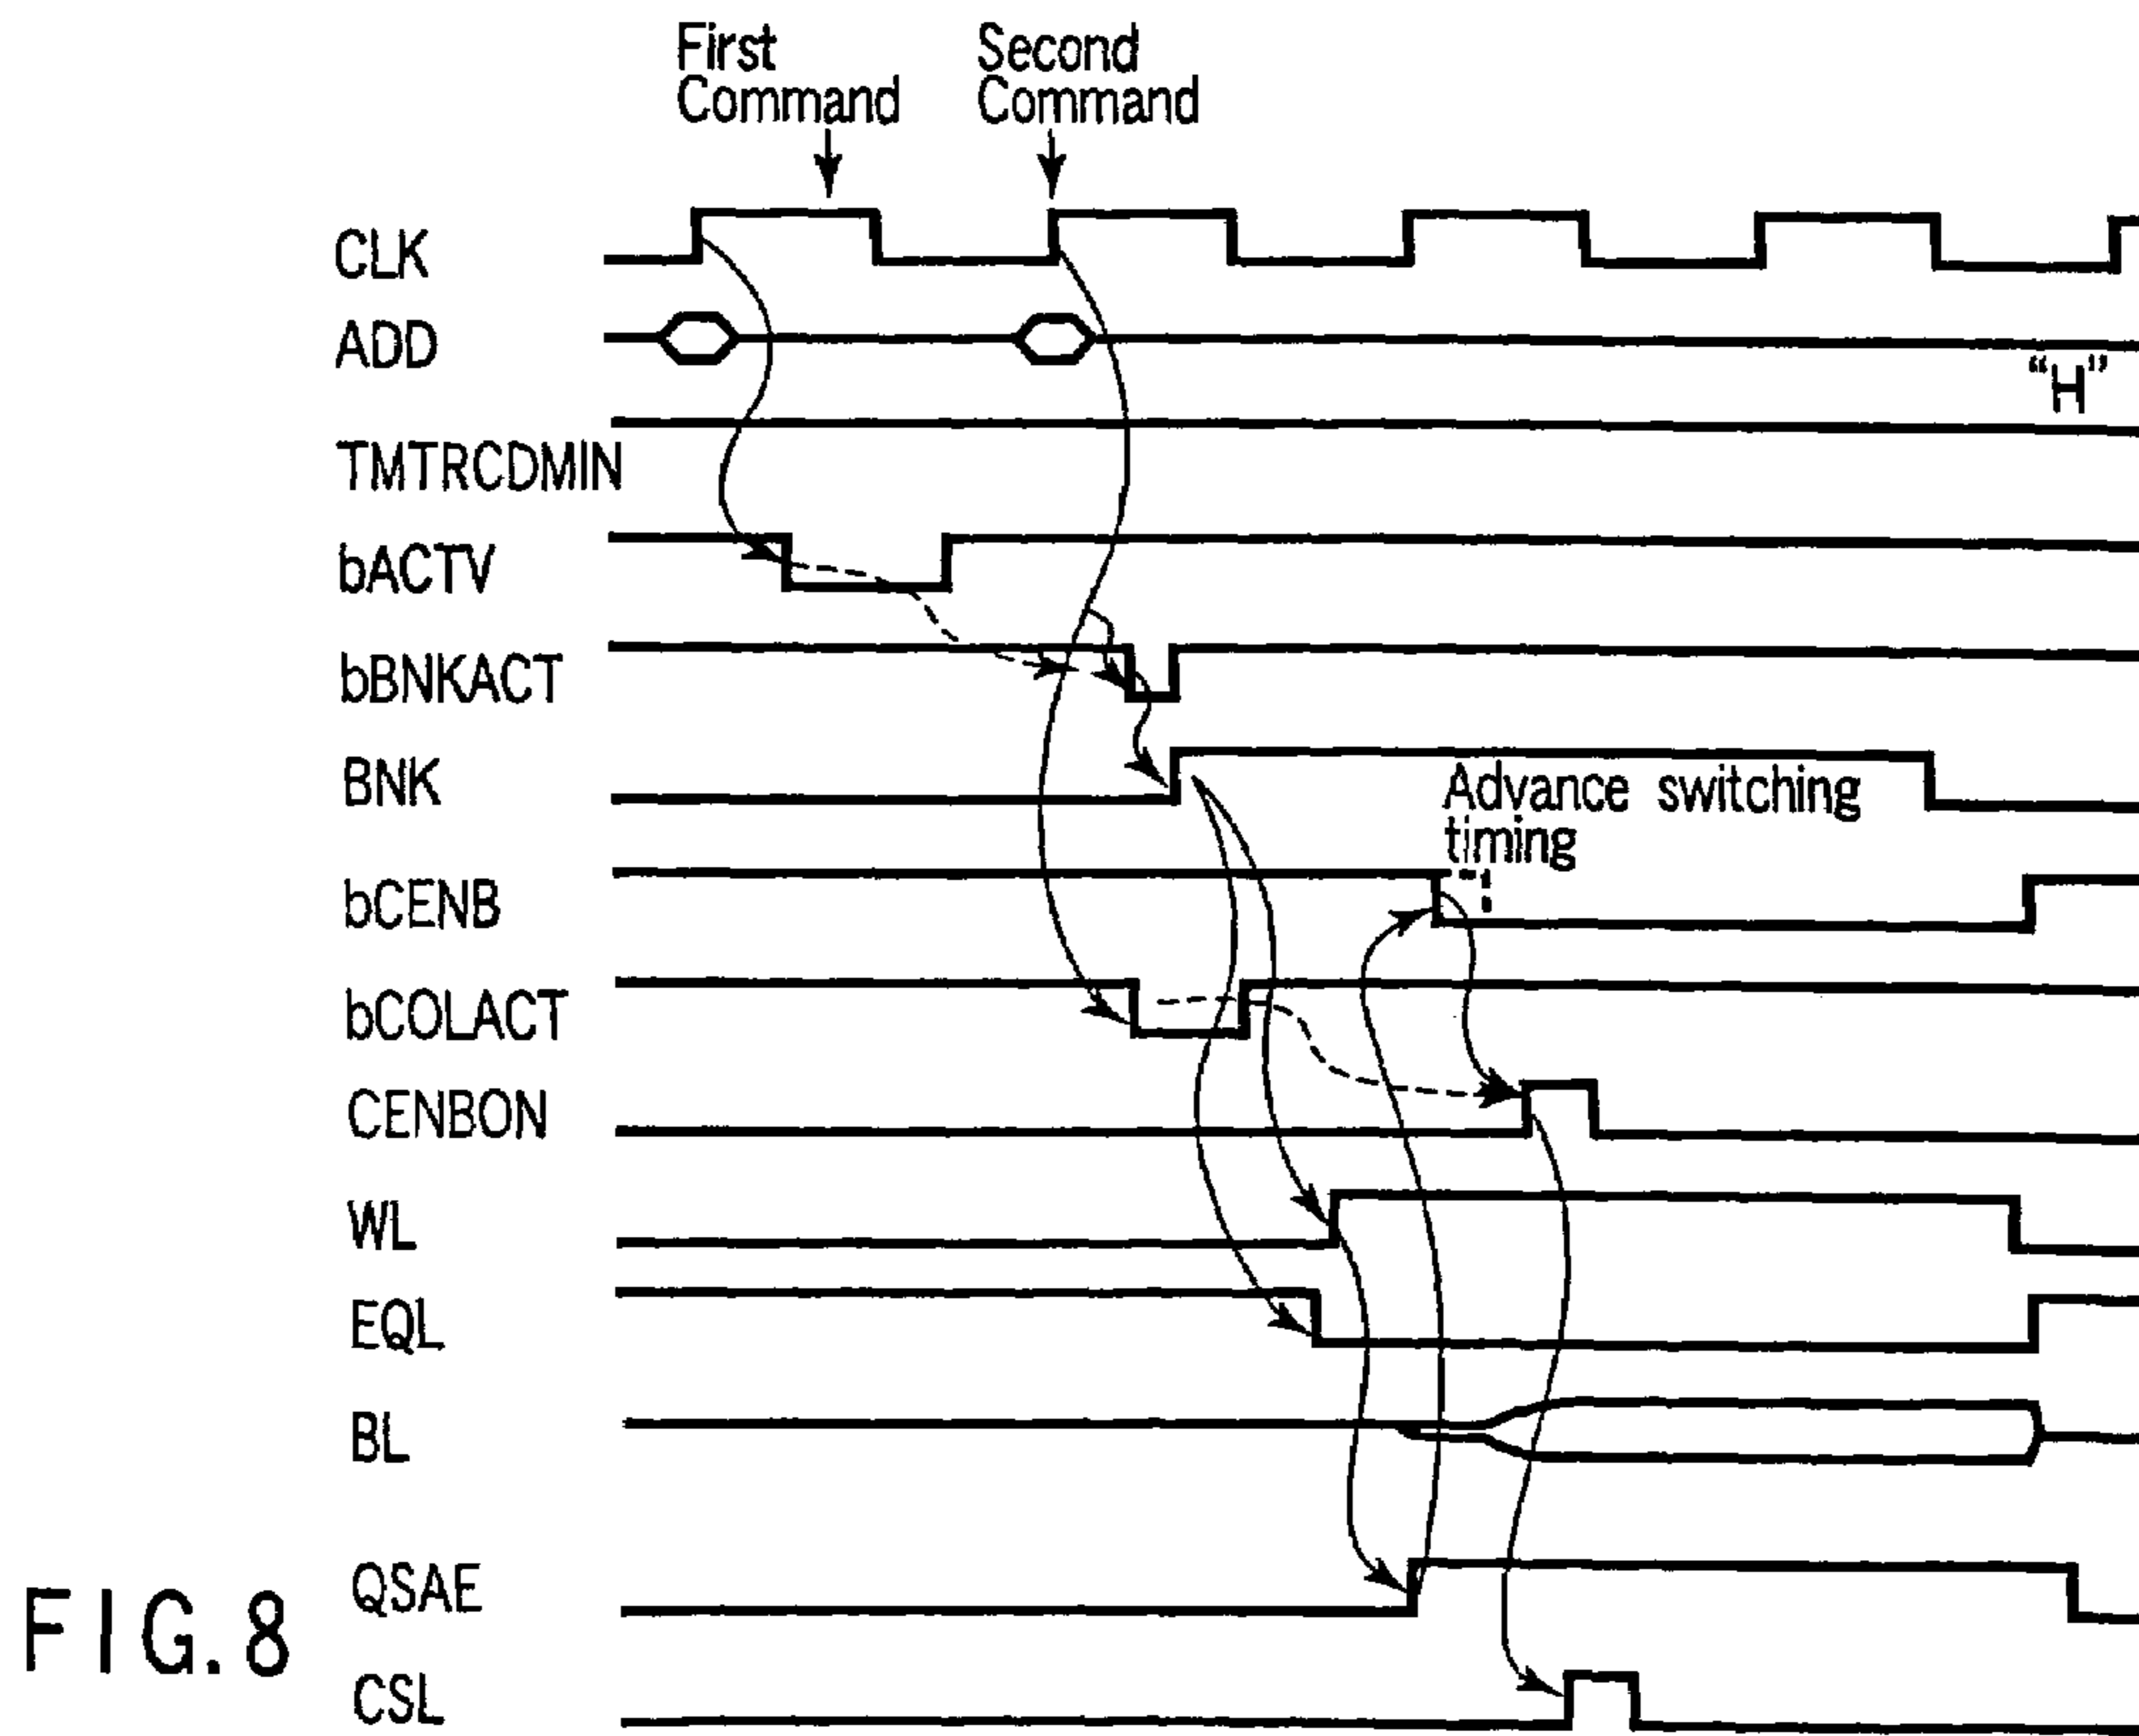 First
Command
Second
Command
CLK
ADD
“H”
TMTRCDMIN
bACTV
bBNKACT
BNK
Advance switching
timing
bCENB
bCOLACT
CENBON
WL
EQL
BL
QSAE
CSL
FIG. 8